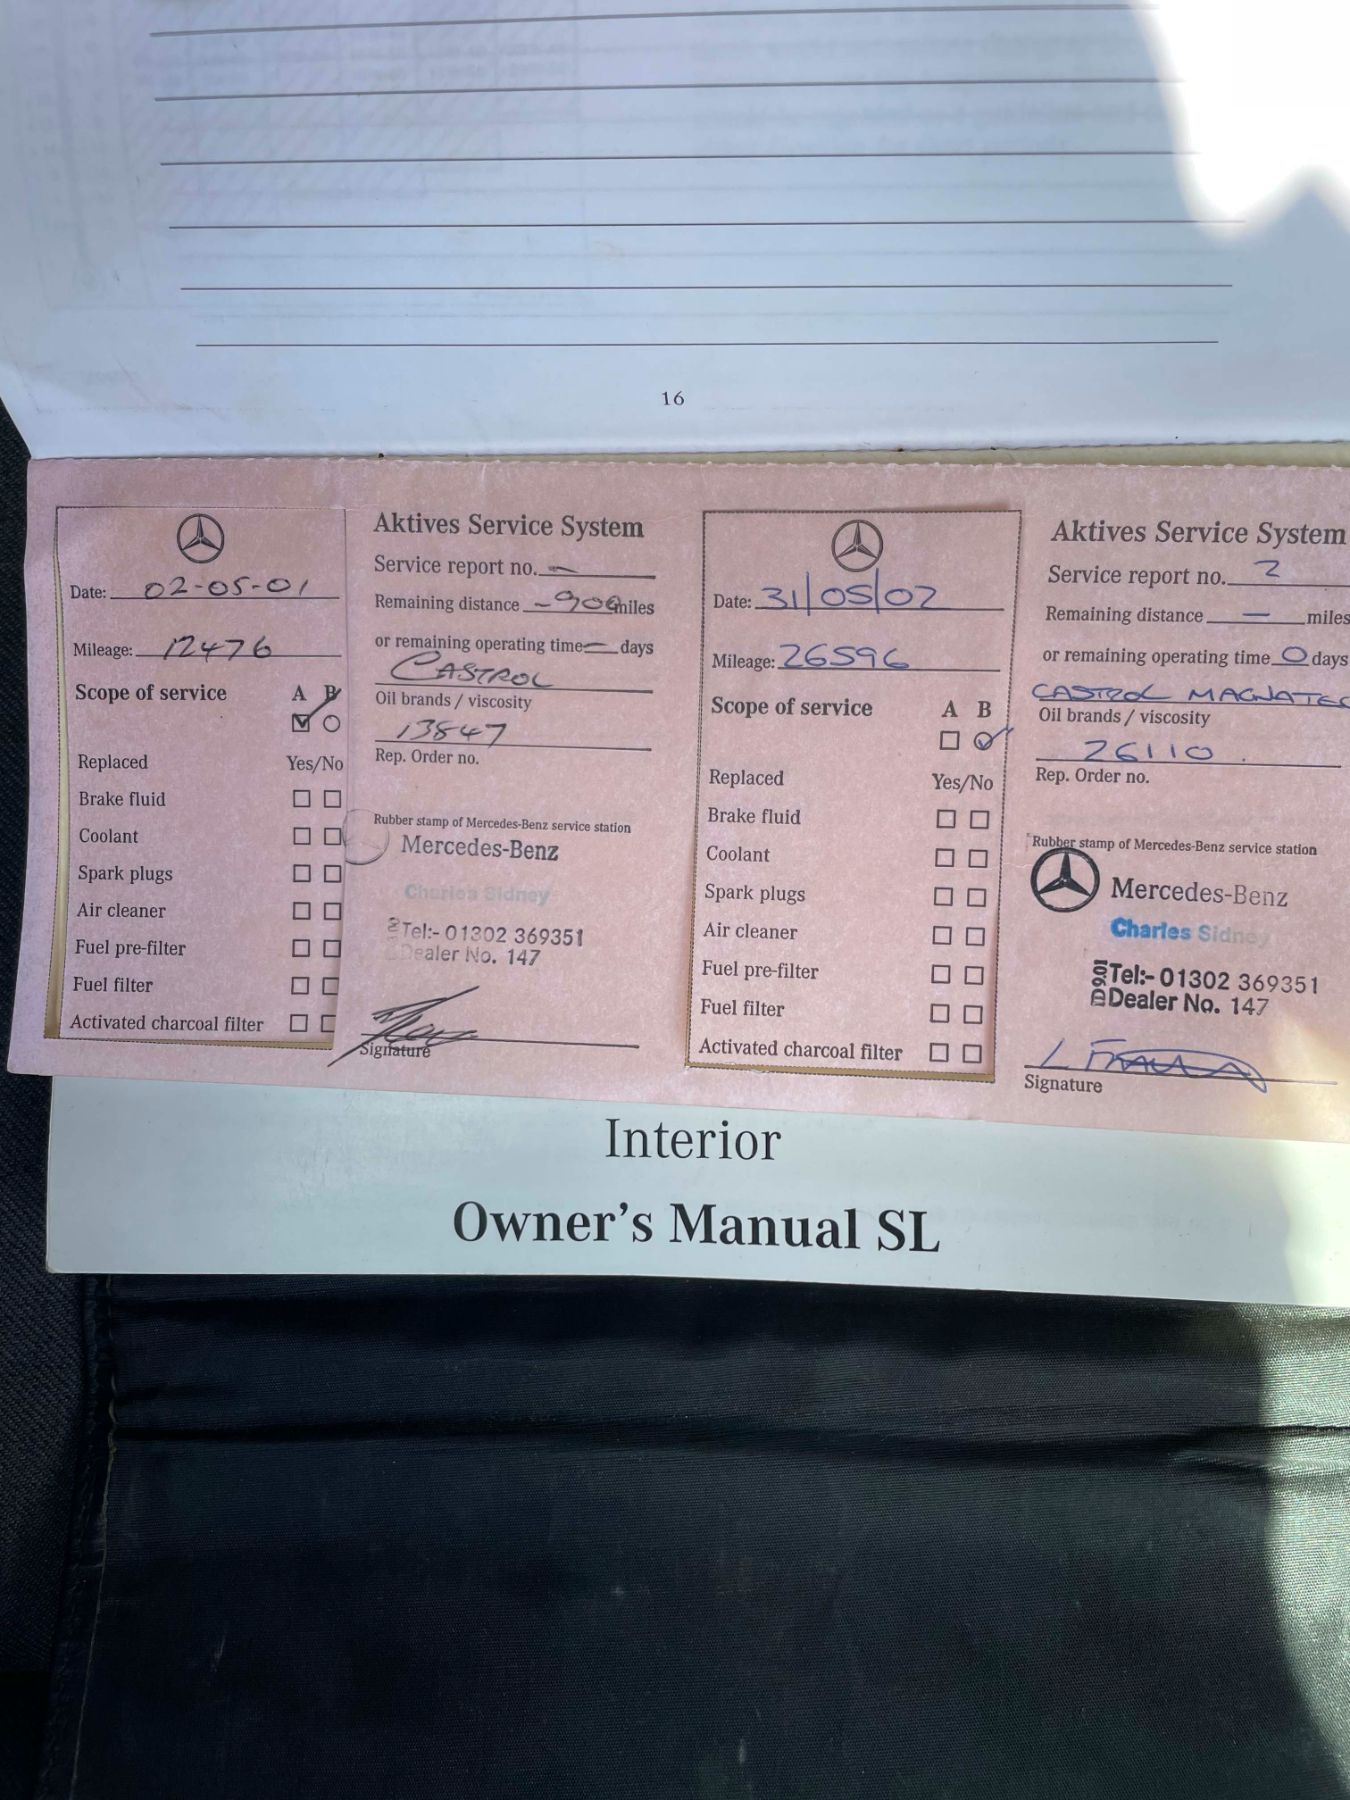 16
Date: 02-05-01
Mileage: 12476
Scope of service A B
Replaced Yes/No
Brake fluid
Coolant
Spark plugs
Air cleaner
Fuel pre-filter
Fuel filter
Activated charcoal filter
Aktives Service System
Service report no. -
Remaining distance -900 miles
or remaining operating time - days
CASTROL
Oil brands / viscosity
13847
Rep. Order no.
Rubber stamp of Mercedes-Benz service station
Mercedes-Benz
Charles Sidney
Tel:- 01302 369351
Dealer No. 147
Signature
Date: 31/05/02
Mileage: 26596
Scope of service A B
Replaced Yes/No
Brake fluid
Coolant
Spark plugs
Air cleaner
Fuel pre-filter
Fuel filter
Activated charcoal filter
Aktives Service System
Service report no. 2
Remaining distance - miles
or remaining operating time 0 days
CASTROL MAGNATEC
Oil brands / viscosity
26110
Rep. Order no.
Rubber stamp of Mercedes-Benz service station
Mercedes-Benz
Charles Sidney
Tel:- 01302 369351
Dealer No. 147
Signature
Interior
Owner's Manual SL